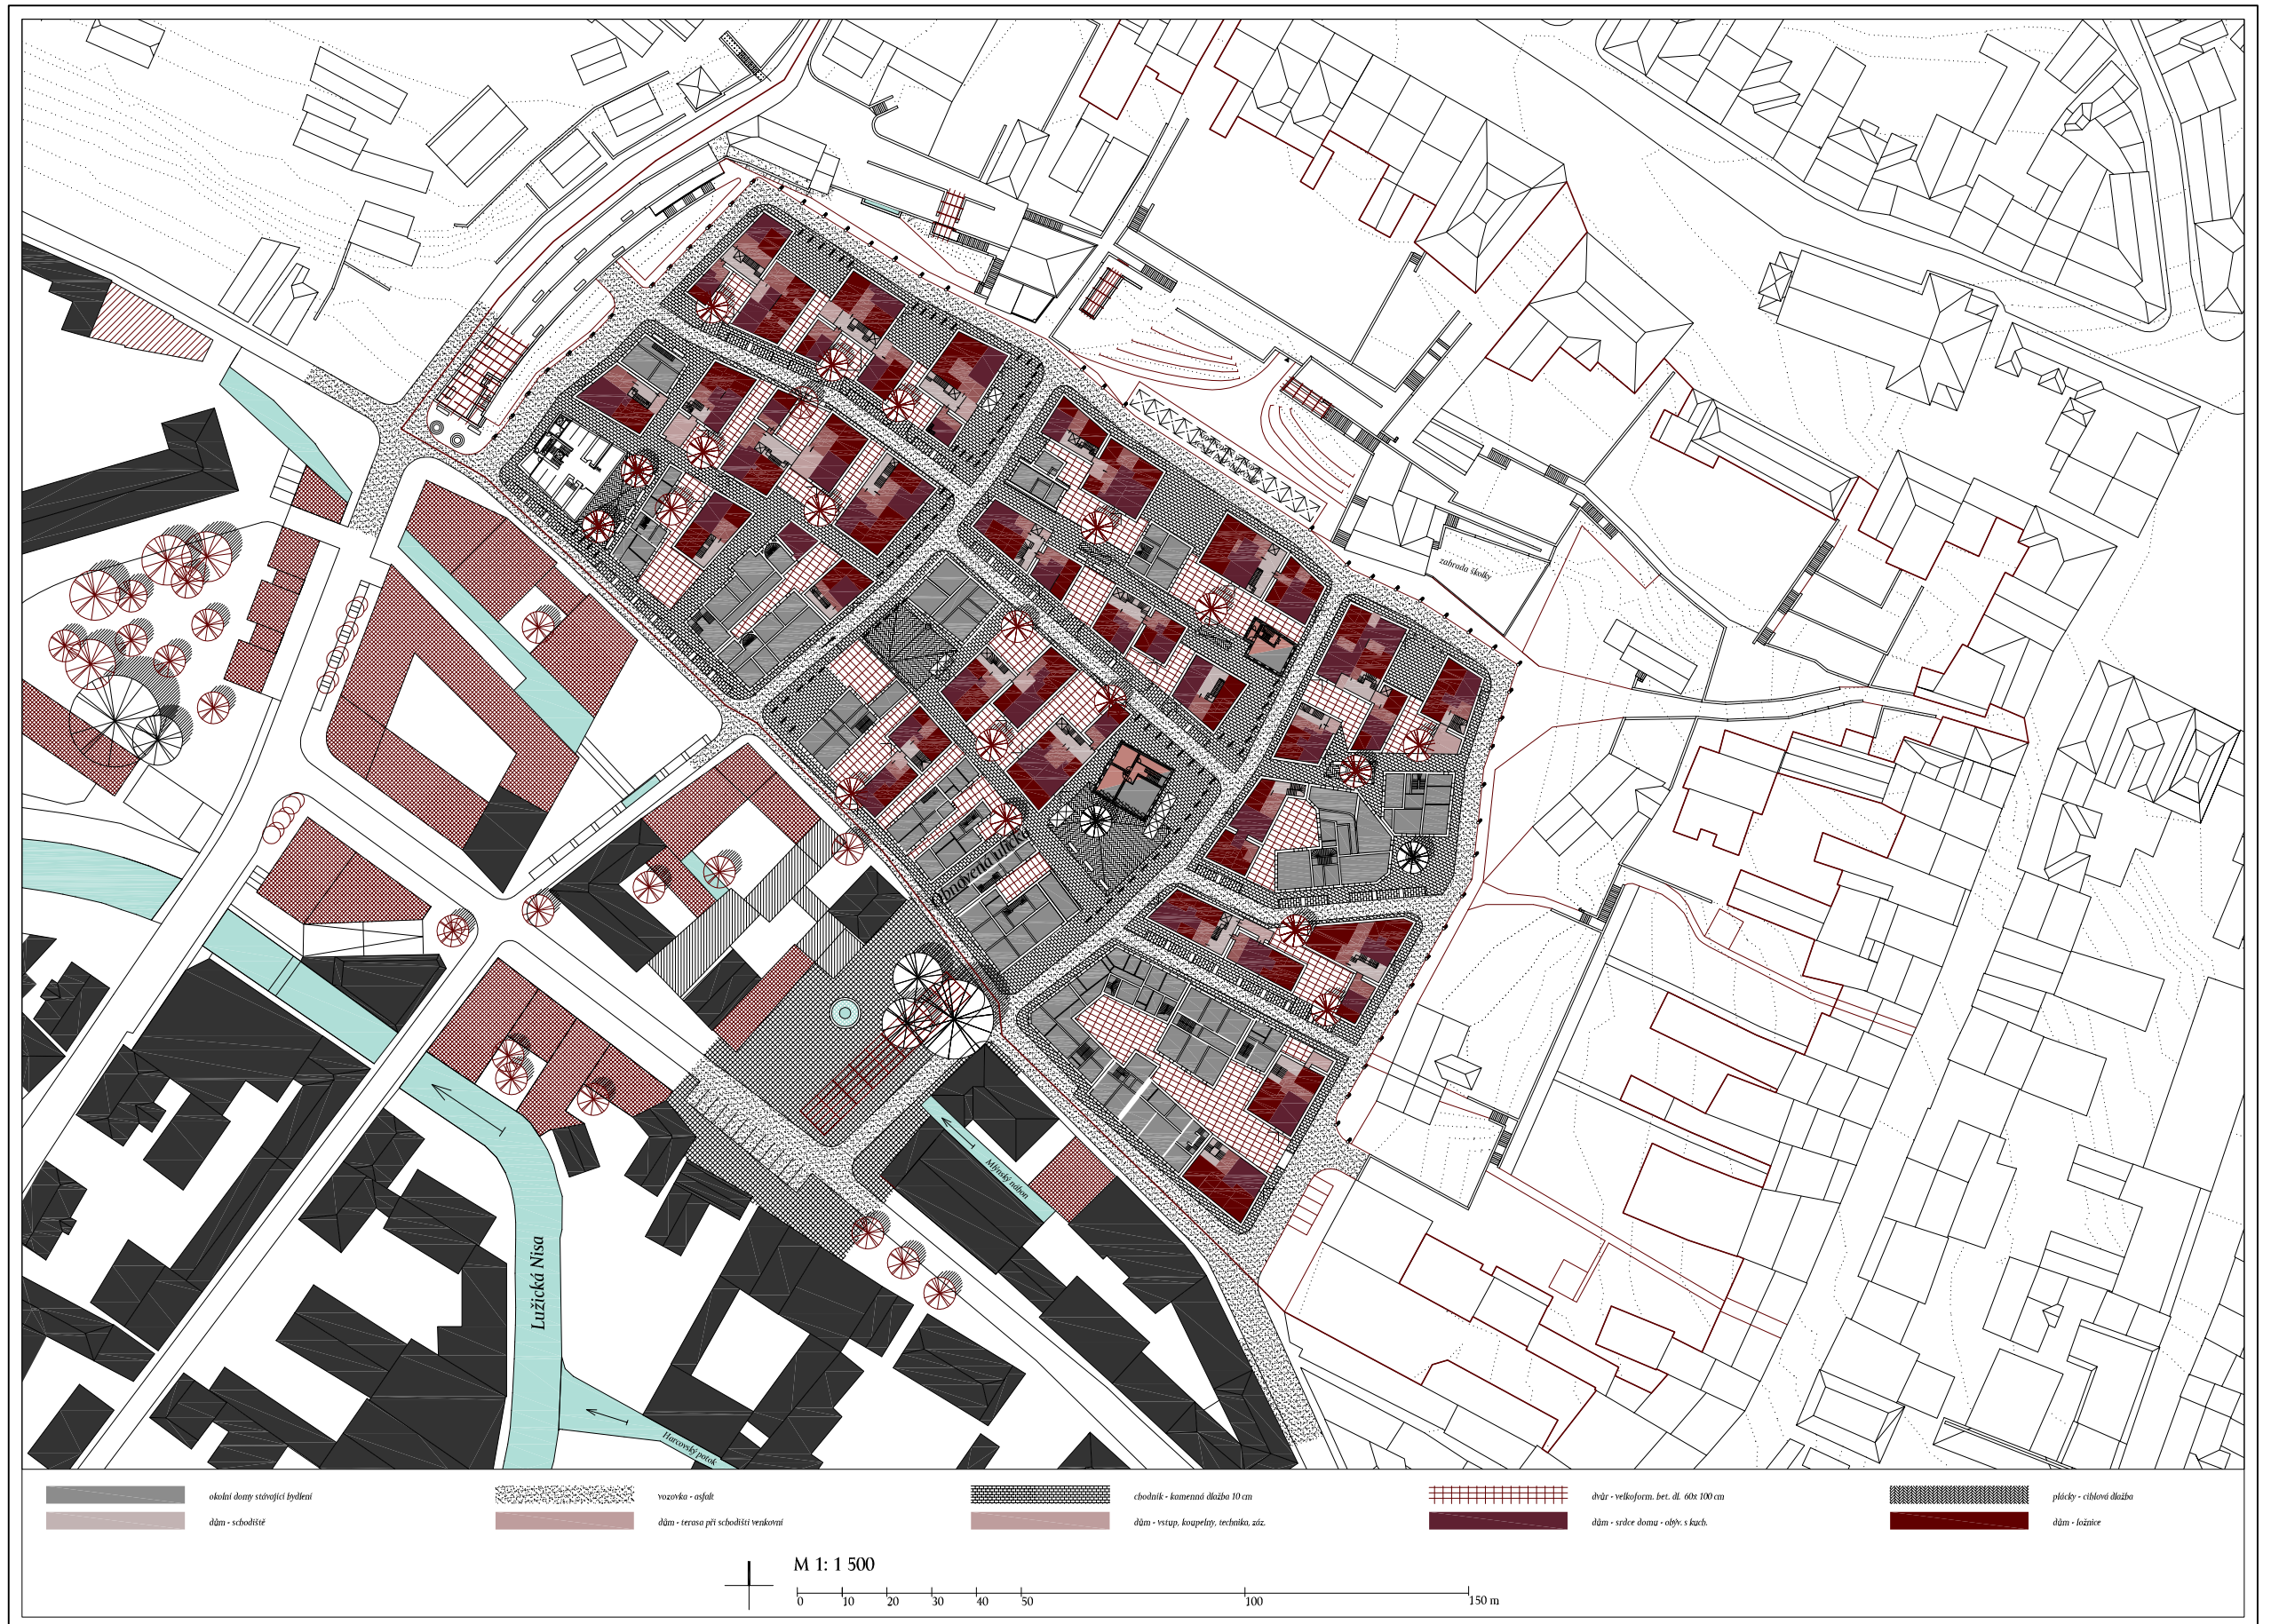 zahrada školky
Obnovená ulička
Mlýnský náhon
Lužická Nisa
Harcovský potok
okolní domy stávající bydlení
vozovka - asfalt
chodník - kamenná dlažba 10 cm
dvůr - velkoform. bet. dl. 60x 100 cm
plácky - cihlová dlažba
dům - schodiště
dům - terasa při schodišti venkovní
dům - vstup, koupelny, technika, záz.
dům - srdce domu - obýv. s kuch.
dům - ložnice
M 1: 1 500
0 10 20 30 40 50 100 150 m